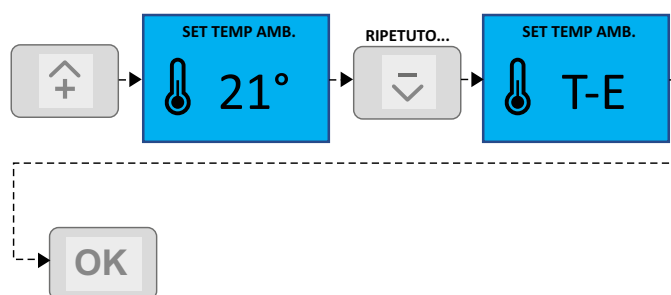 SET TEMP AMB.
21°
RIPETUTO...
SET TEMP AMB.
T-E
OK